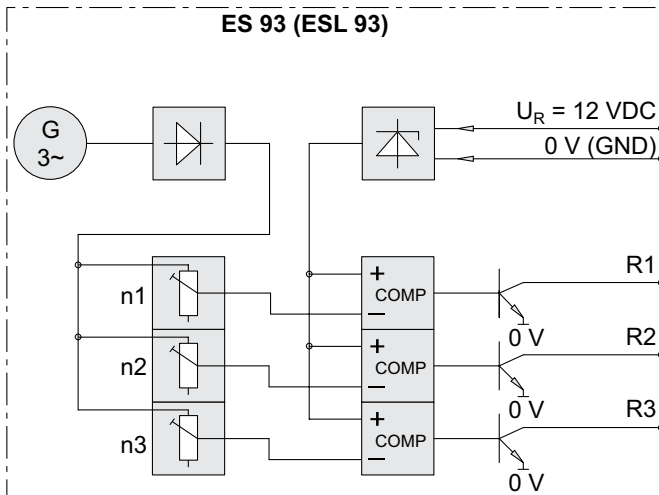 ES 93 (ESL 93)
G
3~
U_R = 12 VDC
0 V (GND)
n1
+
COMP
–
R1
0 V
n2
+
COMP
–
R2
0 V
n3
+
COMP
–
R3
0 V